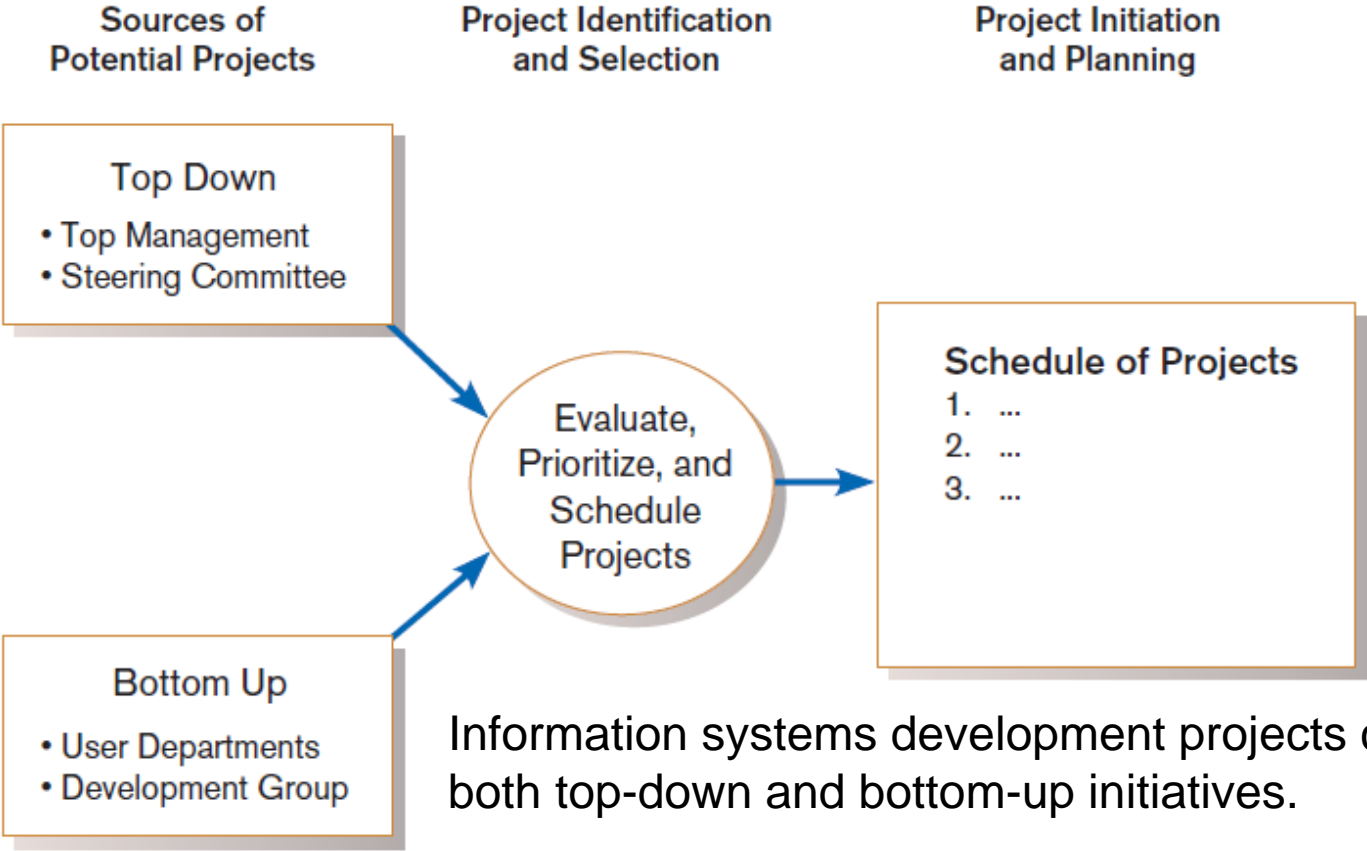 Sources of
Potential Projects
Project Identification
and Selection
Project Initiation
and Planning
Top Down
• Top Management
• Steering Committee
Evaluate,
Prioritize, and
Schedule
Projects
Schedule of Projects
1. ...
2. ...
3. ...
Bottom Up
• User Departments
• Development Group
Information systems development projects
both top-down and bottom-up initiatives.